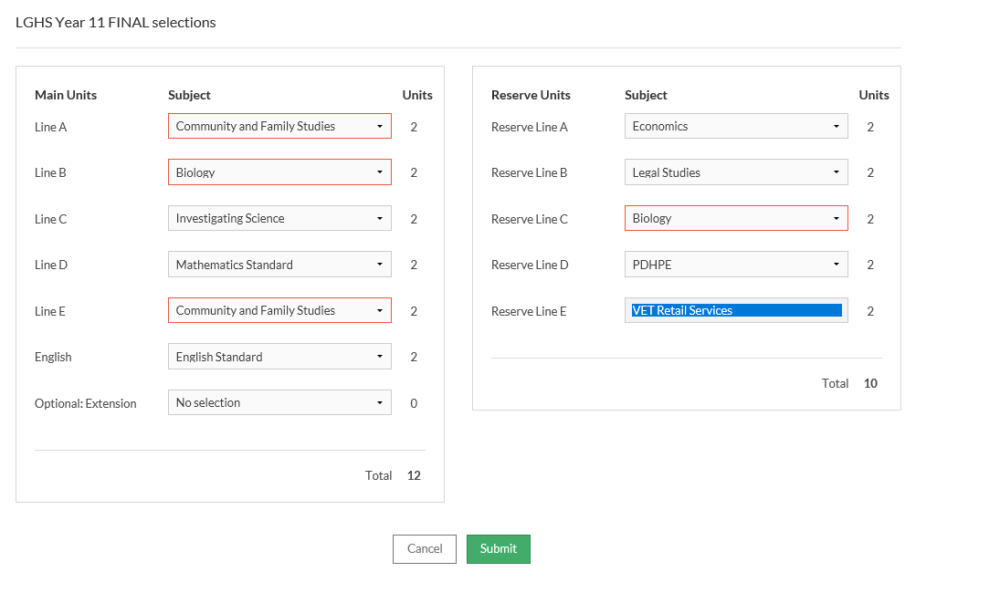 LGHS Year 11 FINAL selections
Main Units Subject Units
Line A Community and Family Studies 2
Line B Biology 2
Line C Investigating Science 2
Line D Mathematics Standard 2
Line E Community and Family Studies 2
English English Standard 2
Optional: Extension No selection 0
Total 12
Reserve Units Subject Units
Reserve Line A Economics 2
Reserve Line B Legal Studies 2
Reserve Line C Biology 2
Reserve Line D PDHPE 2
Reserve Line E VET Retail Services 2
Total 10
Cancel Submit